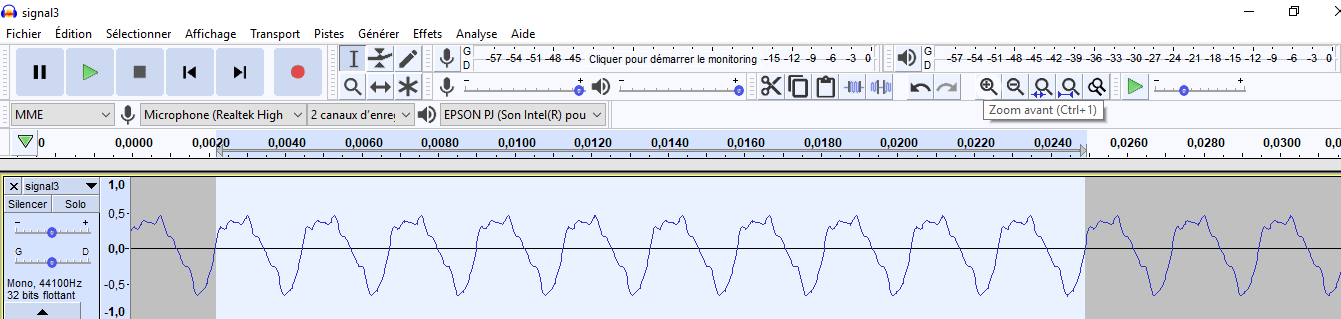 signal3
Fichier Édition Sélectionner Affichage Transport Pistes Générer Effets Analyse Aide
G D -57 -54 -51 -48 -45 Cliquer pour démarrer le monitoring -15 -12 -9 -6 -3 0
G D -57 -54 -51 -48 -45 -42 -39 -36 -33 -30 -27 -24 -21 -18 -15 -12 -9 -6 -3 0
- + - + - +
Zoom avant (Ctrl+1)
MME Microphone (Realtek High 2 canaux d'enreg EPSON PJ (Son Intel(R) pou
0 0,0000 0,0020 0,0040 0,0060 0,0080 0,0100 0,0120 0,0140 0,0160 0,0180 0,0200 0,0220 0,0240 0,0260 0,0280 0,0300
signal3 1,0
Silencer Solo
- + 0,5-
G D 0,0-
Mono, 44100Hz -0,5-
32 bits flottant
-1,0